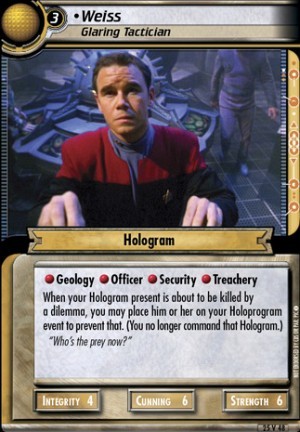 3
• Weiss
Glaring Tactician
Hologram
Geology Officer Security Treachery
When your Hologram present is about to be killed by
a dilemma, you may place him or her on your Holoprogram
event to prevent that. (You no longer command that Hologram.)
"Who's the prey now?"
INTEGRITY 4 CUNNING 6 STRENGTH 6